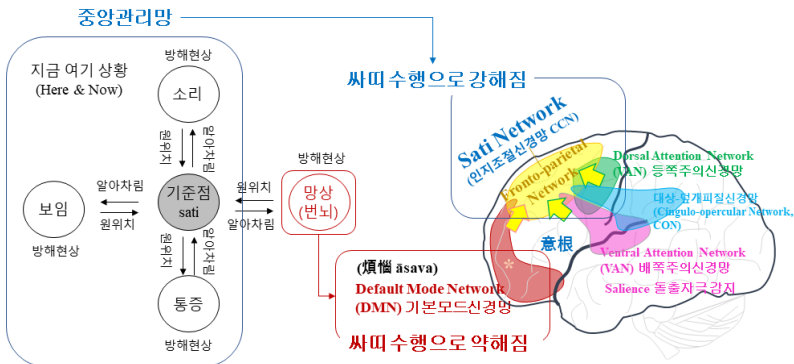 중앙관리망
지금 여기 상황
(Here & Now)
방해현상
소리
원위치
알아차림
보임
방해현상
알아차림
원위치
기준점
sati
원위치
알아차림
방해현상
망상
(번뇌)
원위치
알아차림
통증
방해현상
싸띠수행으로 강해짐
Sati Network
(인지조절신경망 CCN)
Fronto-parietal
Network
Dorsal Attention Network
(VAN) 등쪽주의신경망
대상-덮개피질신경망
(Cingulo-opercular Network,
CON)
意根
Ventral Attention Network
(VAN) 배쪽주의신경망
Salience 돌출자극감지
*
(煩惱 āsava)
Default Mode Network
(DMN) 기본모드신경망
싸띠수행으로 약해짐